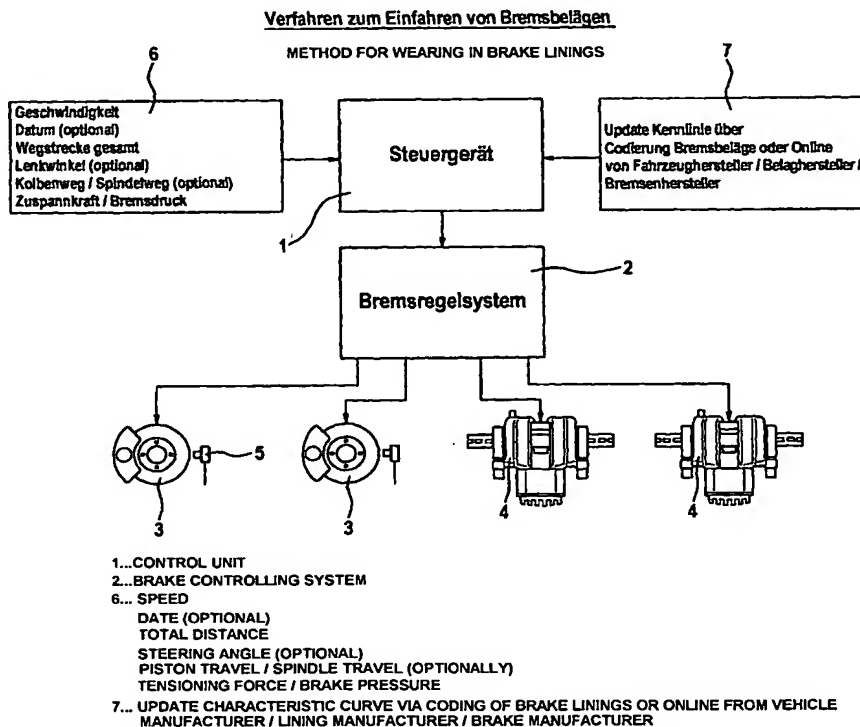 Verfahren zum Einfahren von Bremsbelägen
METHOD FOR WEARING IN BRAKE LININGS
6
7
Geschwindigkeit
Datum (optional)
Wegstrecke gesamt
Lenkwinkel (optional)
Kolbenweg / Spindelweg (optional)
Zuspannkraft / Bremsdruck
Steuergerät
Update Kennlinie über
Codierung Bremsbeläge oder Online
von Fahrzeughersteller / Belaghersteller /
Bremsenhersteller
1
2
Bremsregelsystem
5
3
3
4
4
1...CONTROL UNIT
2...BRAKE CONTROLLING SYSTEM
6... SPEED
DATE (OPTIONAL)
TOTAL DISTANCE
STEERING ANGLE (OPTIONAL)
PISTON TRAVEL / SPINDLE TRAVEL (OPTIONALLY)
TENSIONING FORCE / BRAKE PRESSURE
7... UPDATE CHARACTERISTIC CURVE VIA CODING OF BRAKE LININGS OR ONLINE FROM VEHICLE
MANUFACTURER / LINING MANUFACTURER / BRAKE MANUFACTURER